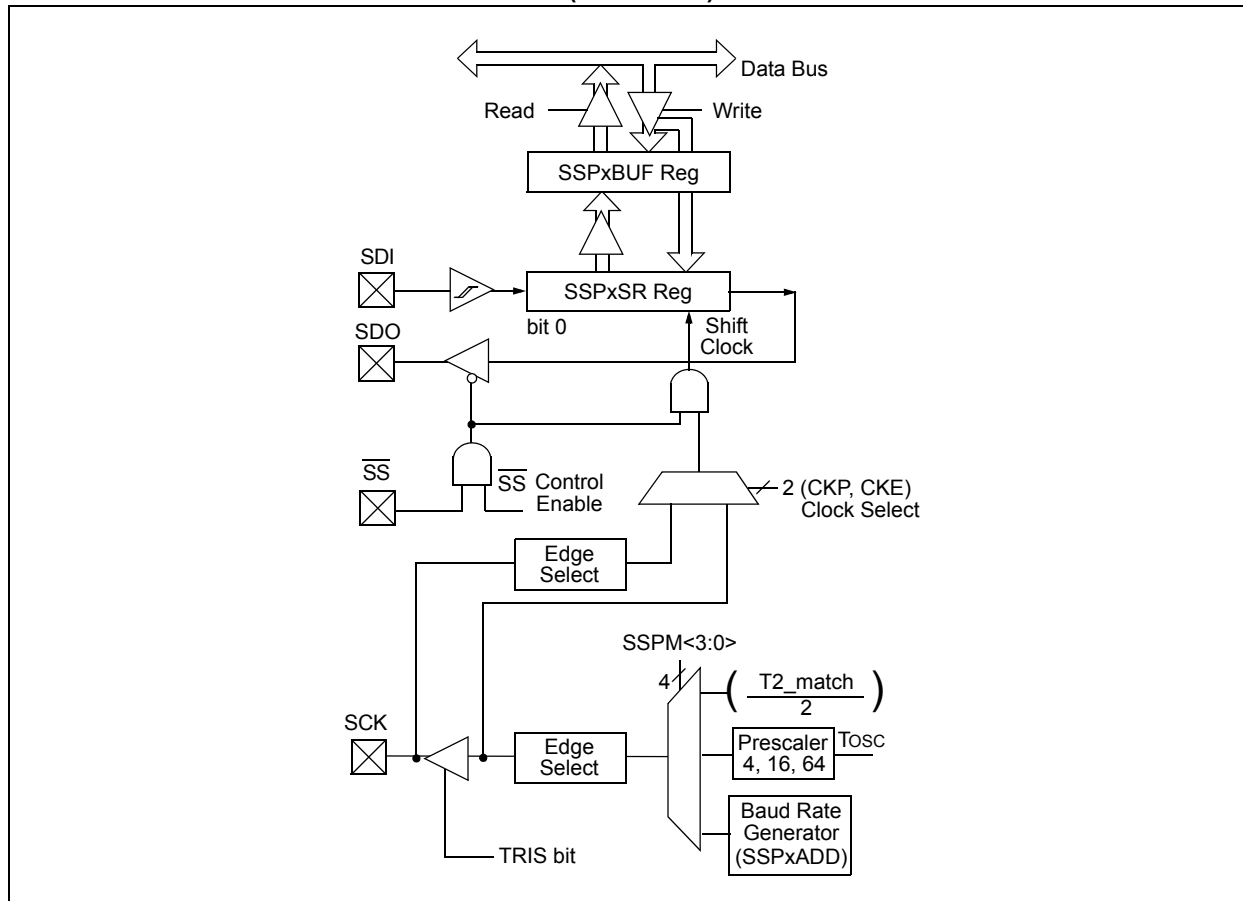 Data Bus
Read
Write
SSPxBUF Reg
SDI
SSPxSR Reg
bit 0
Shift
Clock
SDO
SS
SS Control
Enable
2 (CKP, CKE)
Clock Select
Edge
Select
SSPM<3:0>
4
( T2_match )
2
SCK
Edge
Select
Prescaler
4, 16, 64
TOSC
Baud Rate
Generator
(SSPxADD)
TRIS bit